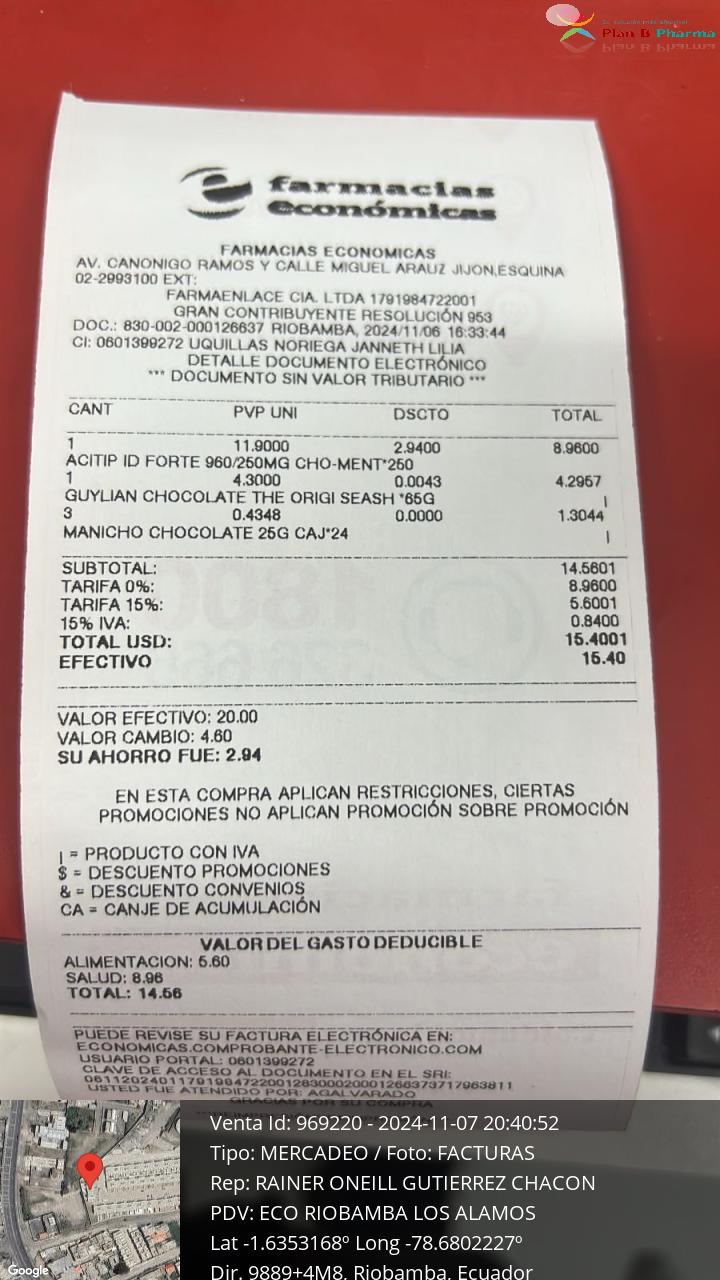 Plan B Pharma
farmacias
económicas
FARMACIAS ECONOMICAS
AV. CANONIGO RAMOS Y CALLE MIGUEL ARAUZ JIJON,ESQUINA
02-2993100 EXT:
FARMAENLACE CIA. LTDA 1791984722001
GRAN CONTRIBUYENTE RESOLUCIÓN 953
DOC.: 830-002-000126637 RIOBAMBA, 2024/11/06 16:33:44
CI: 0601399272 UQUILLAS NORIEGA JANNETH LILIA
DETALLE DOCUMENTO ELECTRÓNICO
*** DOCUMENTO SIN VALOR TRIBUTARIO ***
CANT PVP UNI DSCTO TOTAL
1 11.9000 2.9400 8.9600
ACITIP ID FORTE 960/250MG CHO-MENT*250
1 4.3000 0.0043 4.2957
GUYLIAN CHOCOLATE THE ORIGI SEASH *65G |
3 0.4348 0.0000 1.3044
MANICHO CHOCOLATE 25G CAJ*24 |
SUBTOTAL: 14.5601
TARIFA 0%: 8.9600
TARIFA 15%: 5.6001
15% IVA: 0.8400
TOTAL USD: 15.4001
EFECTIVO 15.40
VALOR EFECTIVO: 20.00
VALOR CAMBIO: 4.60
SU AHORRO FUE: 2.94
EN ESTA COMPRA APLICAN RESTRICCIONES, CIERTAS
PROMOCIONES NO APLICAN PROMOCIÓN SOBRE PROMOCIÓN
| = PRODUCTO CON IVA
$ = DESCUENTO PROMOCIONES
& = DESCUENTO CONVENIOS
CA = CANJE DE ACUMULACIÓN
VALOR DEL GASTO DEDUCIBLE
ALIMENTACION: 5.60
SALUD: 8.96
TOTAL: 14.56
PUEDE REVISE SU FACTURA ELECTRÓNICA EN:
ECONOMICAS.COMPROBANTE-ELECTRONICO.COM
USUARIO PORTAL: 0601399272
CLAVE DE ACCESO AL DOCUMENTO EN EL SRI:
0611202401179198472200128300020001266373717963811
USTED FUE ATENDIDO POR: AGALVARADO
GRACIAS POR SU COMPRA
Venta Id: 969220 - 2024-11-07 20:40:52
Tipo: MERCADEO / Foto: FACTURAS
Rep: RAINER ONEILL GUTIERREZ CHACON
PDV: ECO RIOBAMBA LOS ALAMOS
Lat -1.6353168º Long -78.6802227º
Dir. 9889+4M8, Riobamba, Ecuador
Google